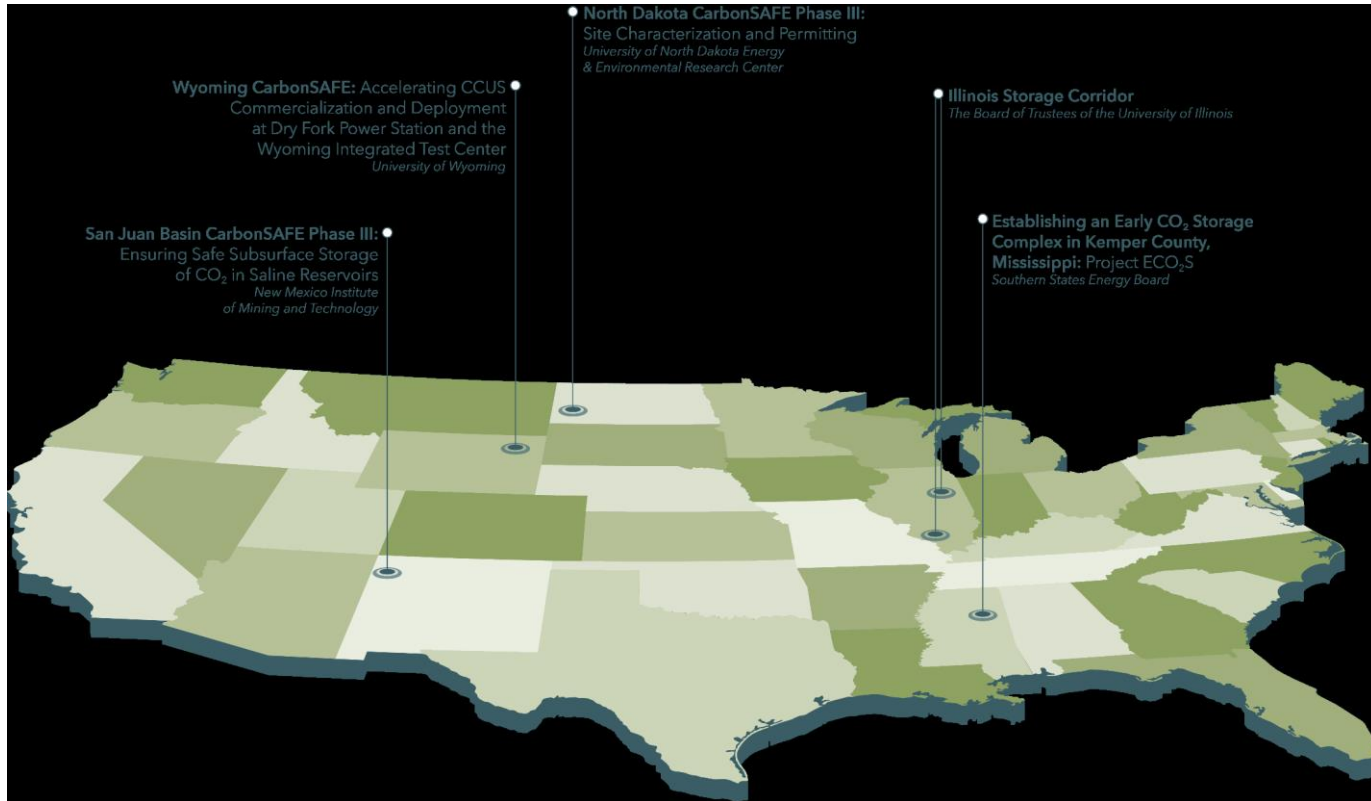 North Dakota CarbonSAFE Phase III:
Site Characterization and Permitting
University of North Dakota Energy
& Environmental Research Center
Wyoming CarbonSAFE: Accelerating CCUS
Commercialization and Deployment
at Dry Fork Power Station and the
Wyoming Integrated Test Center
University of Wyoming
Illinois Storage Corridor
The Board of Trustees of the University of Illinois
San Juan Basin CarbonSAFE Phase III:
Ensuring Safe Subsurface Storage
of CO₂ in Saline Reservoirs
New Mexico Institute
of Mining and Technology
Establishing an Early CO₂ Storage
Complex in Kemper County,
Mississippi: Project ECO₂S
Southern States Energy Board